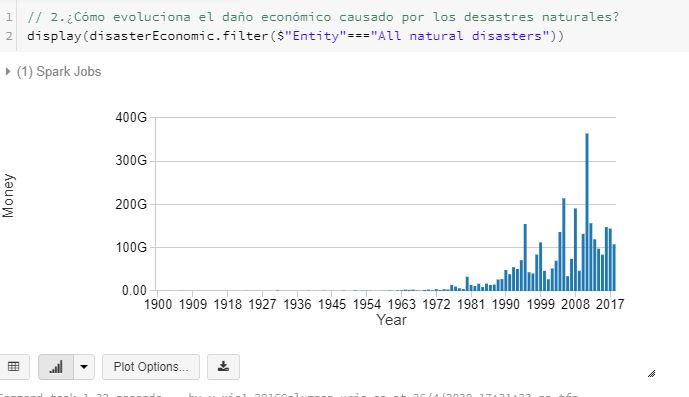 1 // 2.¿Cómo evoluciona el daño económico causado por los desastres naturales?
2 display(disasterEconomic.filter($"Entity"==="All natural disasters"))
(1) Spark Jobs
400G
300G
200G
100G
0.00
Money
1900 1909 1918 1927 1936 1945 1954 1963 1972 1981 1990 1999 2008 2017
Year
Plot Options...